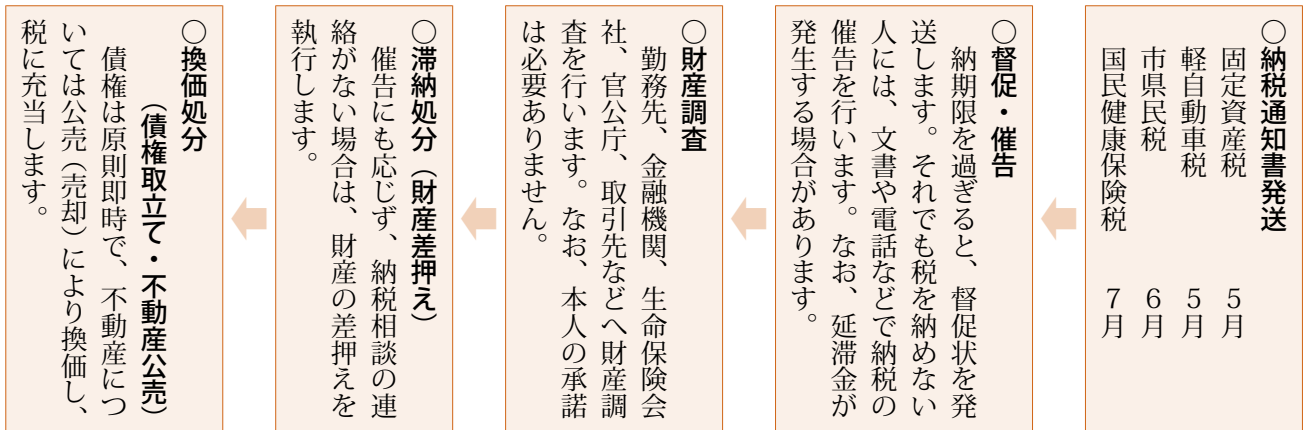 ○納税通知書発送
固定資産税　５月
軽自動車税　５月
市県民税　６月
国民健康保険税　７月
○督促・催告
納期限を過ぎると、督促状を発
送します。それでも税を納めない
人には、文書や電話などで納税の
催告を行います。なお、延滞金が
発生する場合があります。
○財産調査
勤務先、金融機関、生命保険会
社、官公庁、取引先などへ財産調
査を行います。なお、本人の承諾
は必要ありません。
○滞納処分（財産差押え）
催告にも応じず、納税相談の連
絡がない場合は、財産の差押えを
執行します。
○換価処分
（債権取立て・不動産公売）
債権は原則即時で、不動産につ
いては公売（売却）により換価し、
税に充当します。